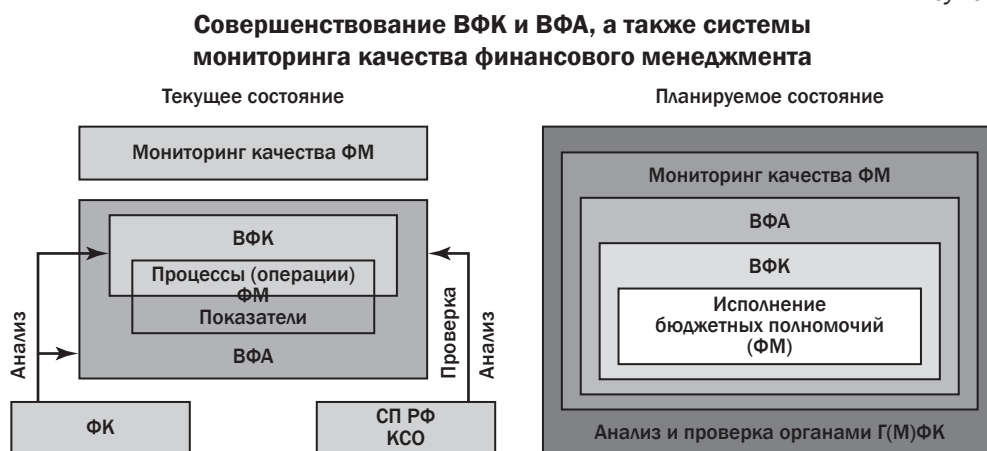 Совершенствование ВФК и ВФА, а также системы
мониторинга качества финансового менеджмента
Текущее состояние
Мониторинг качества ФМ
ВФК
Процессы (операции)
ФМ
Показатели
ВФА
Анализ
Проверка
Анализ
ФК
СП РФ
КСО
Планируемое состояние
Мониторинг качества ФМ
ВФА
ВФК
Исполнение
бюджетных полномочий
(ФМ)
Анализ и проверка органами Г(М)ФК